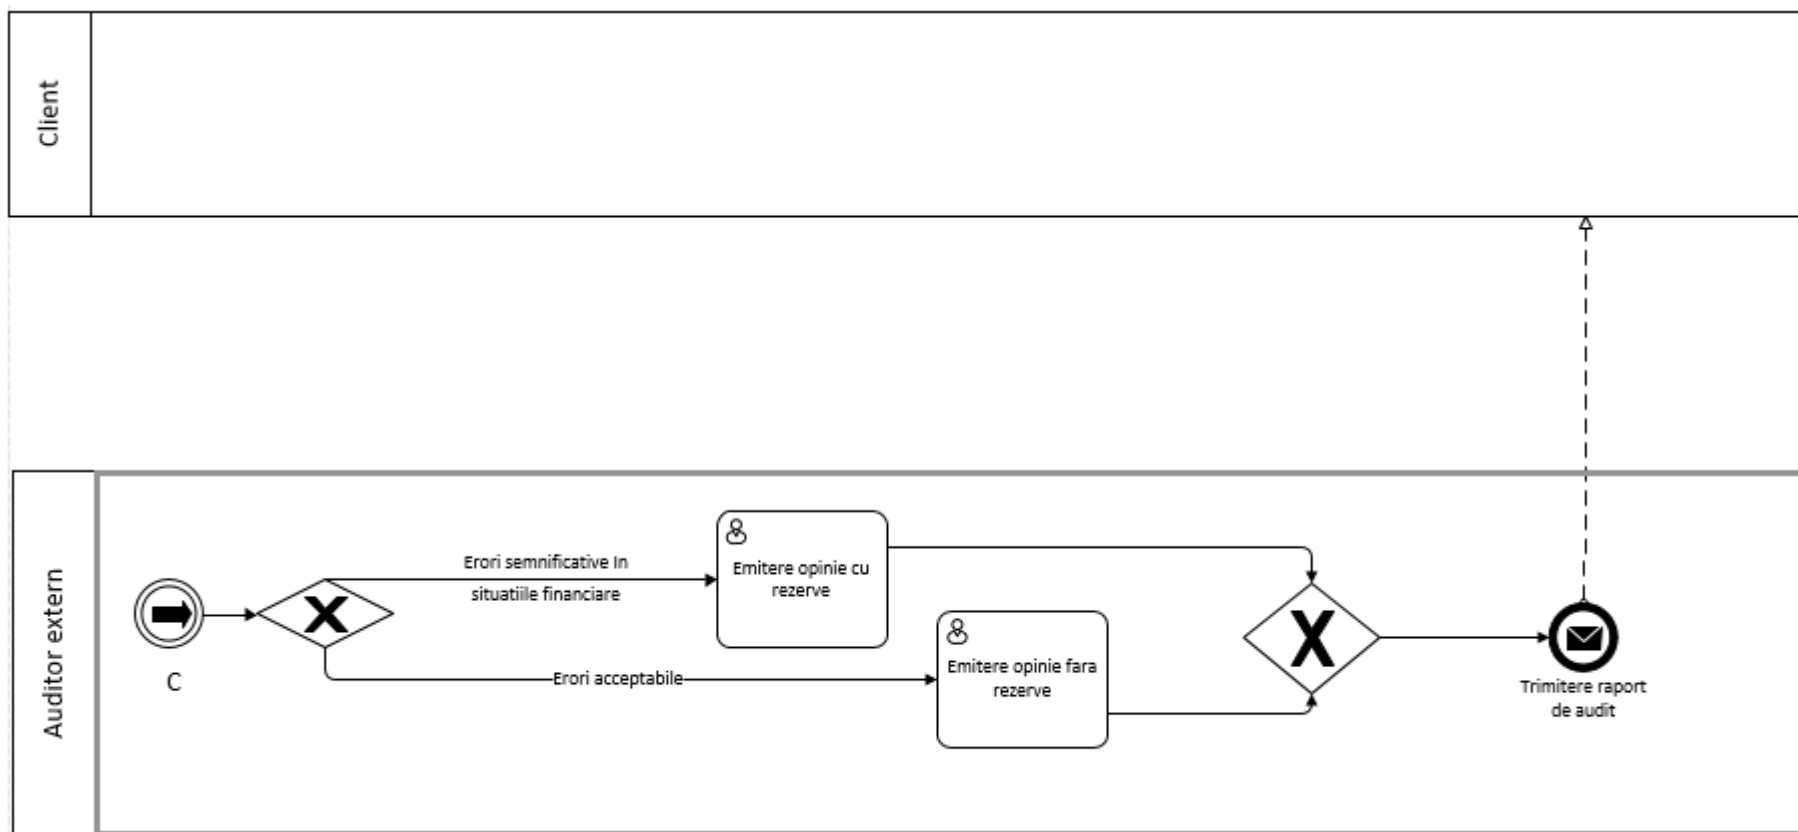 Client
Auditor extern
C
Erori semnificative In
situatiile financiare
Erori acceptabile
Emitere opinie cu
rezerve
Emitere opinie fara
rezerve
Trimitere raport
de audit